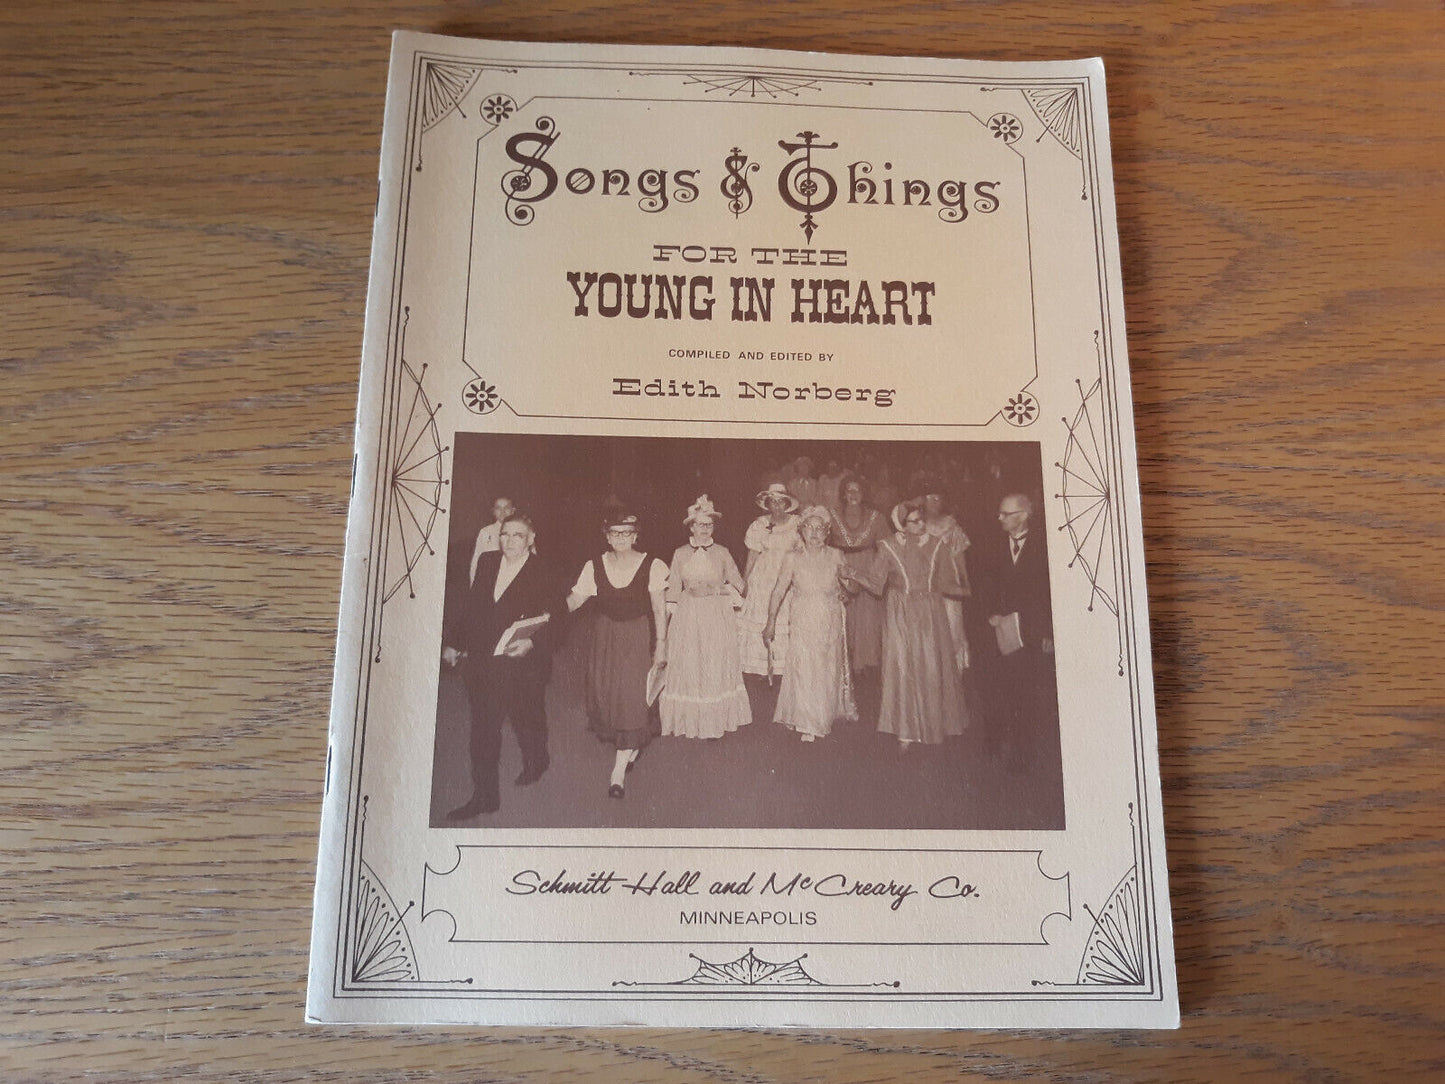 Songs & Things
FOR THE
YOUNG IN HEART
COMPILED AND EDITED BY
Edith Norberg
Schmitt Hall and McCreary Co.
MINNEAPOLIS